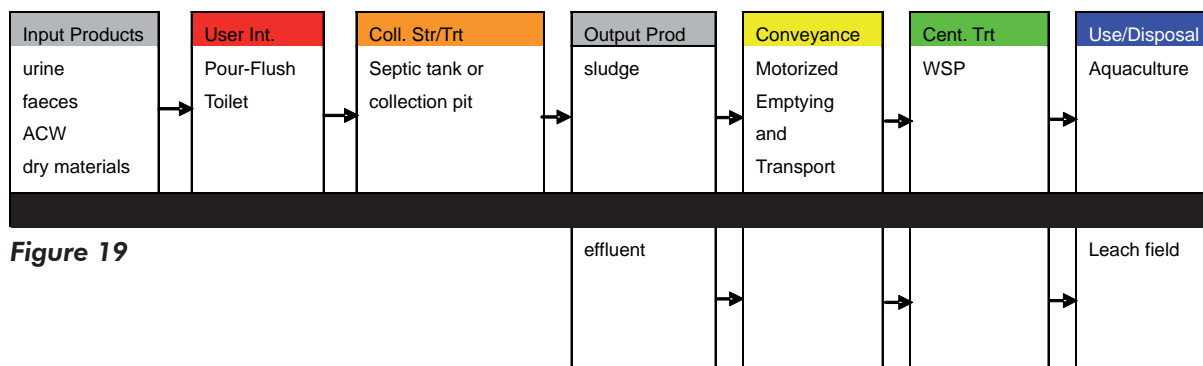 Input Products
urine
faeces
ACW
dry materials
User Int.
Pour-Flush
Toilet
Coll. Str/Trt
Septic tank or
collection pit
Output Prod
sludge
Conveyance
Motorized
Emptying
and
Transport
Cent. Trt
WSP
Use/Disposal
Aquaculture
Figure 19
effluent
Leach field